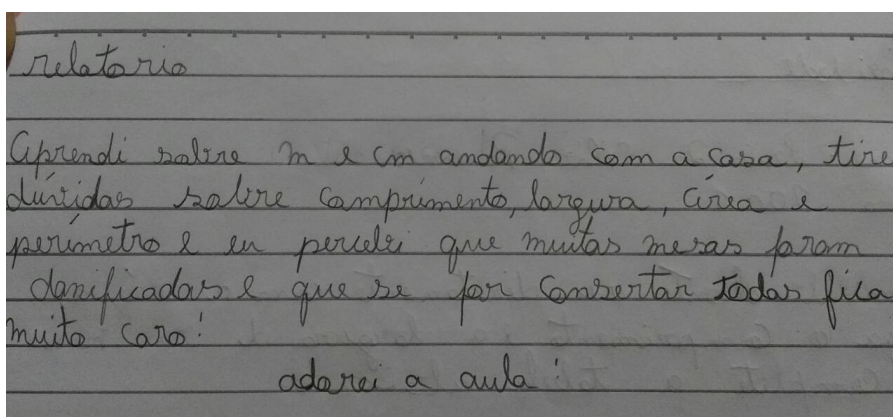 relatorio
Aprendi sobre m e cm andando com a casa, tire
dúvidas sobre comprimento, largura, área e
perímetro e eu percebi que muitas mesas foram
danificadas e que se for consertar todas fica
muito caro!
adorei a aula!